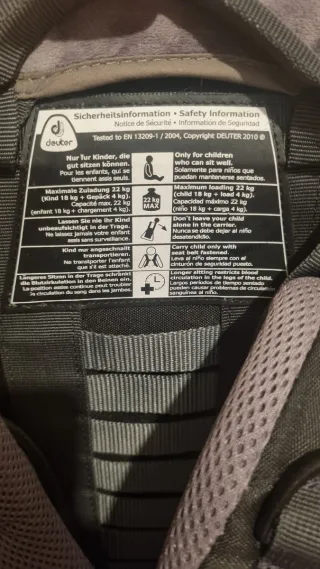 Sicherheitsinformation • Safety Information
Notice de Sécurité • Information de Seguridad
deuter
Tested to EN 13209-1 / 2004, Copyright DEUTER 2010 ®
Nur für Kinder, die
gut sitzen können.
Pour les enfants, qui se
tiennent assis seuls.
Only for children
who can sit well.
Solamente para niños que
puedan mantenerse sentados.
Maximale Zuladung 22 kg
(Kind 18 kg + Gepäck 4 kg).
Capacité max. 22 kg
(enfant 18 kg + chargement 4 kg).
22 kg
MAX
Maximum loading 22 kg
(child 18 kg + load 4 kg).
Capacidad máximo 22 kg
(niño 18 kg + carga 4 kg).
Lassen Sie nie Kind
unbeaufsichtigt in der Trage.
Ne laissez jamais votre enfant
assis sans surveillance.
Don't leave your child
alone in the carrier.
Nunca se debe dejar al niño
desatendido.
Kind nur angeschnallt
transportieren.
Ne transporter l'enfant
que s'il est attaché.
Carry child only with
seat belt fastened.
Lleva al niño siempre con el
cinturón de seguridad puesto.
Längeres Sitzen in der Trage schränkt
die Blutzirkulation in den Beinen ein.
La position assise continue peut troubler
la circulation du sang dans les jambes.
Longer sitting restricts blood
circulation in the legs of the child.
Largos períodos de tiempo sentado
pueden causar problemas de circulación
sanguínea al niño.